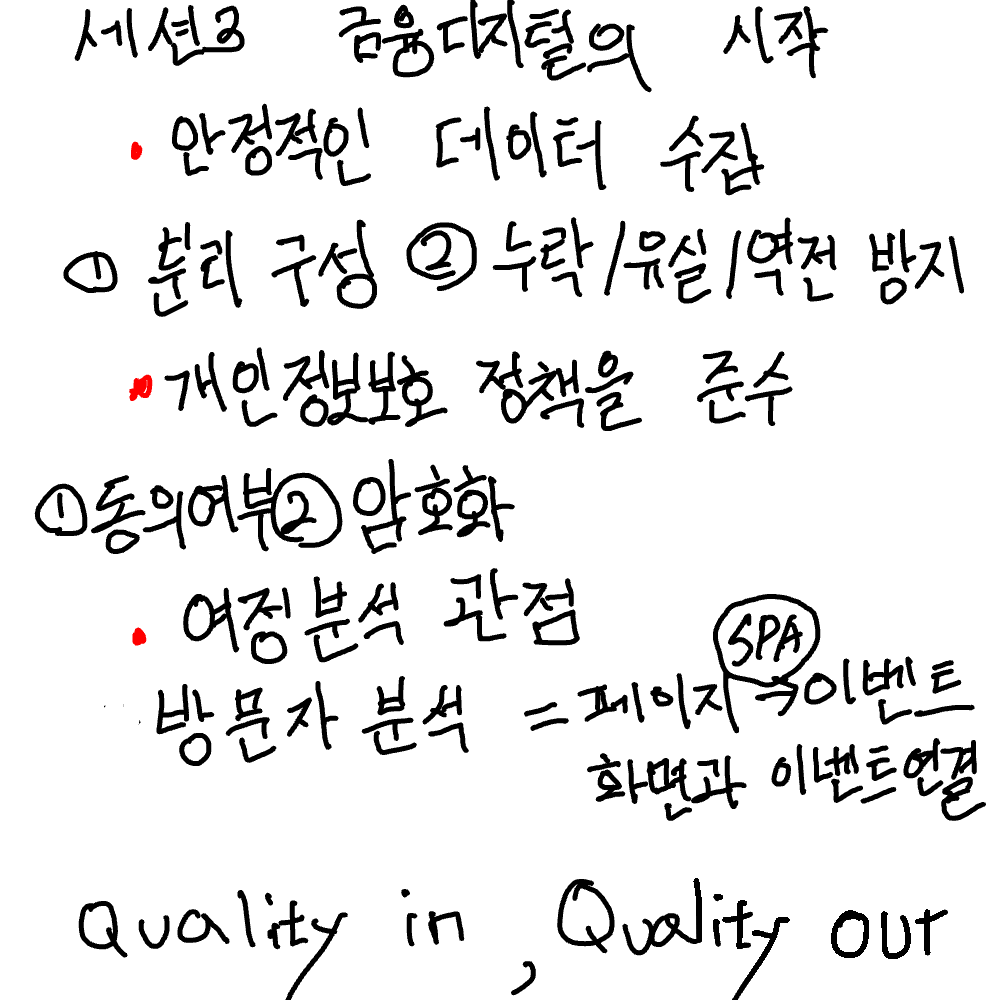 세션3 금융디지털의 시작
• 안정적인 데이터 수집
① 분리 구성 ② 누락/유실/역전 방지
• 개인정보보호 정책을 준수
① 동의여부 ② 암호화
• 여정분석 관점
SPA
방문자 분석 = 페이지 → 이벤트
화면과 이벤트연결
Quality in, Quality out